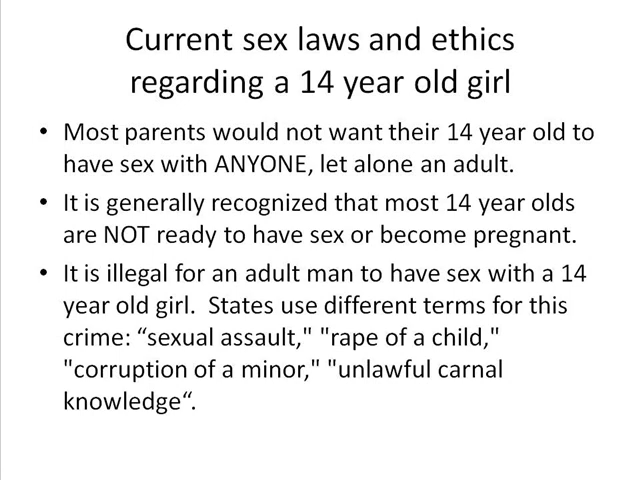 Current sex laws and ethics
regarding a 14 year old girl
• Most parents would not want their 14 year old to
have sex with ANYONE, let alone an adult.
• It is generally recognized that most 14 year olds
are NOT ready to have sex or become pregnant.
• It is illegal for an adult man to have sex with a 14
year old girl.  States use different terms for this
crime: “sexual assault," "rape of a child,"
"corruption of a minor," "unlawful carnal
knowledge“.